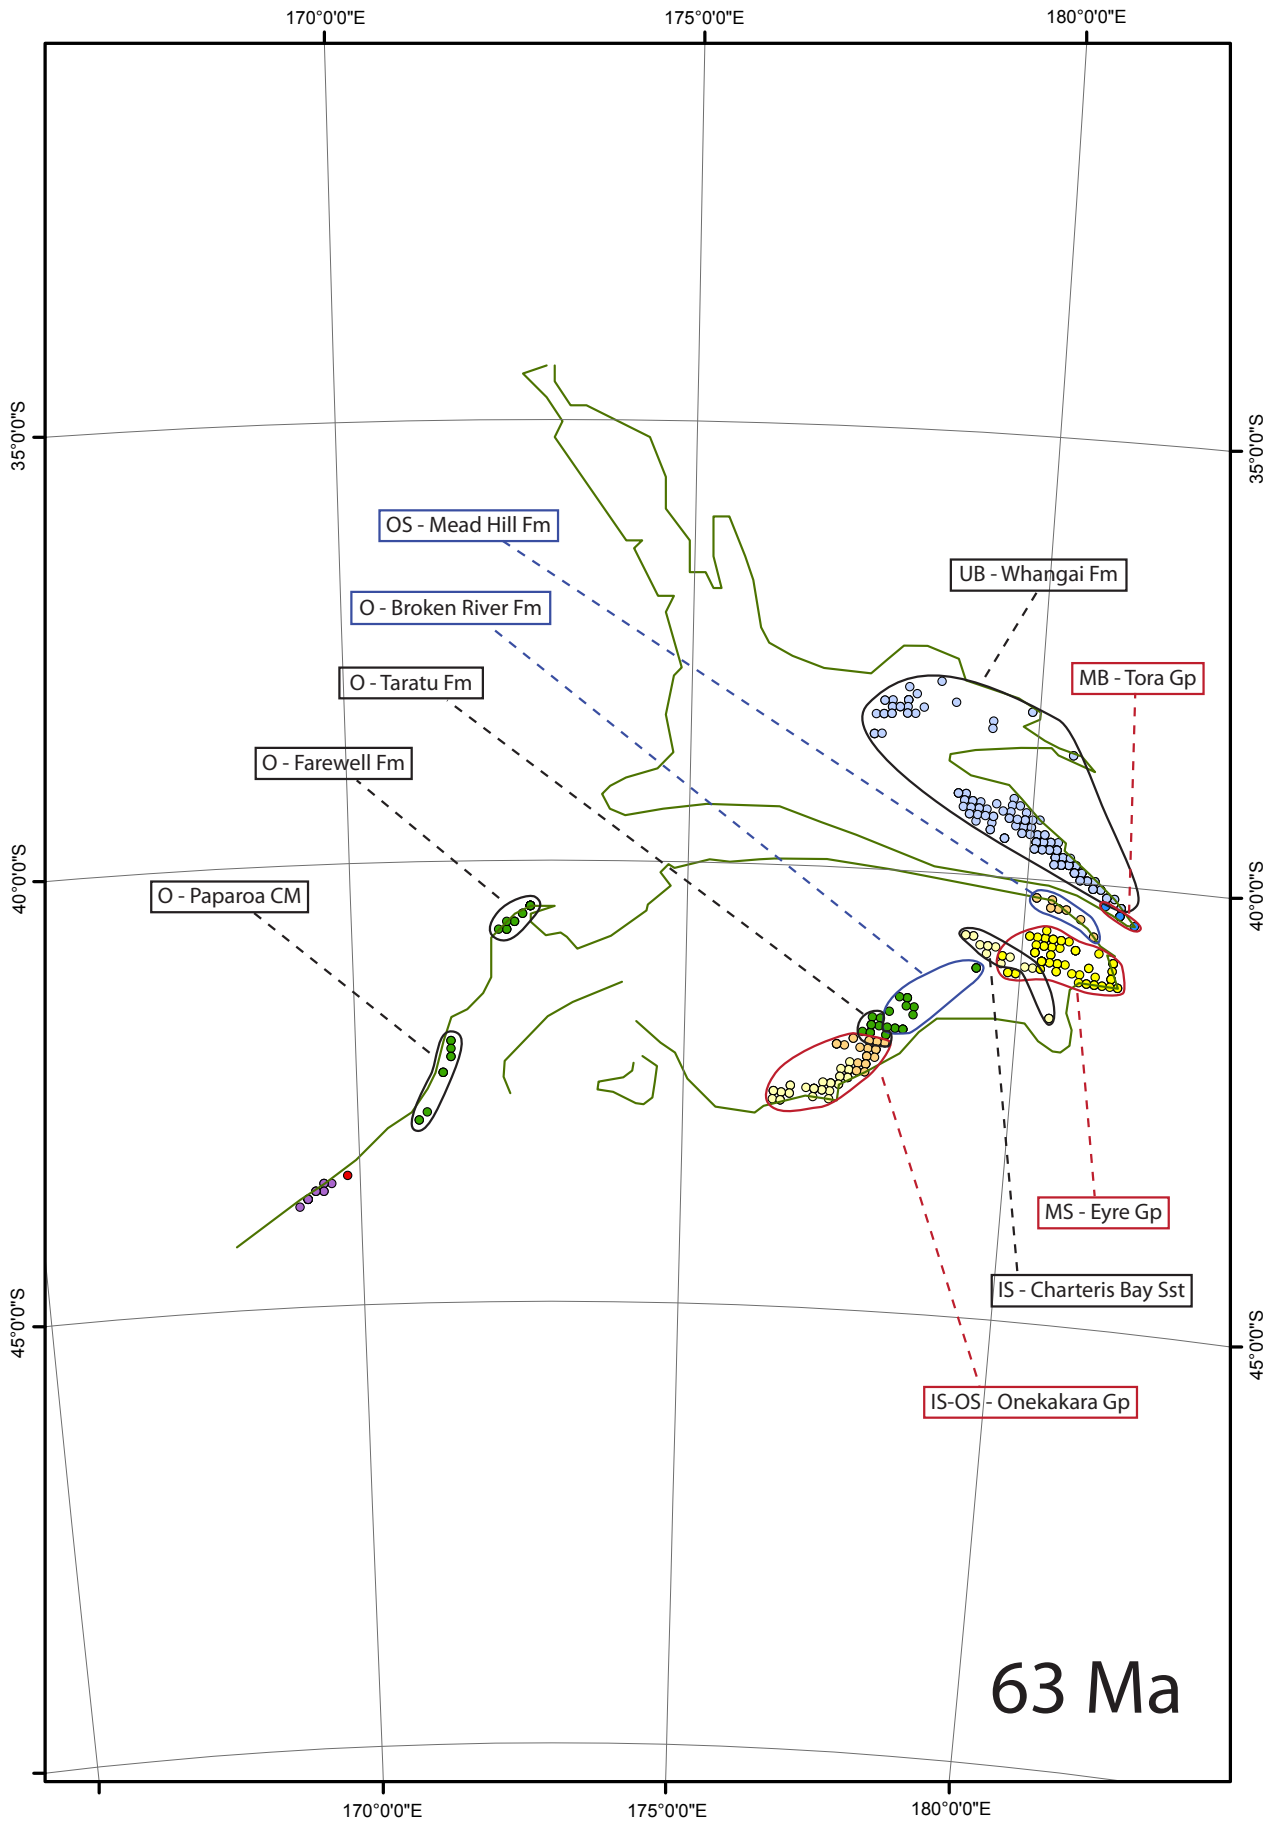 170°0'0"E
175°0'0"E
180°0'0"E
35°0'0"S
35°0'0"S
OS - Mead Hill Fm
UB - Whangai Fm
O - Broken River Fm
MB - Tora Gp
O - Taratu Fm
O - Farewell Fm
40°0'0"S
40°0'0"S
O - Paparoa CM
MS - Eyre Gp
IS - Charteris Bay Sst
45°0'0"S
45°0'0"S
IS-OS - Onekakara Gp
63 Ma
170°0'0"E
175°0'0"E
180°0'0"E